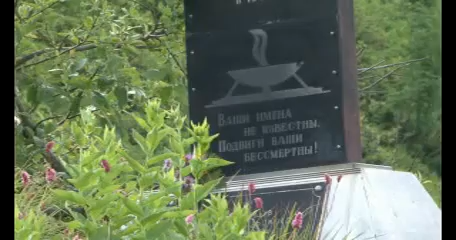 Ваши имена
не известны,
Подвиги ваши
бессмертны!